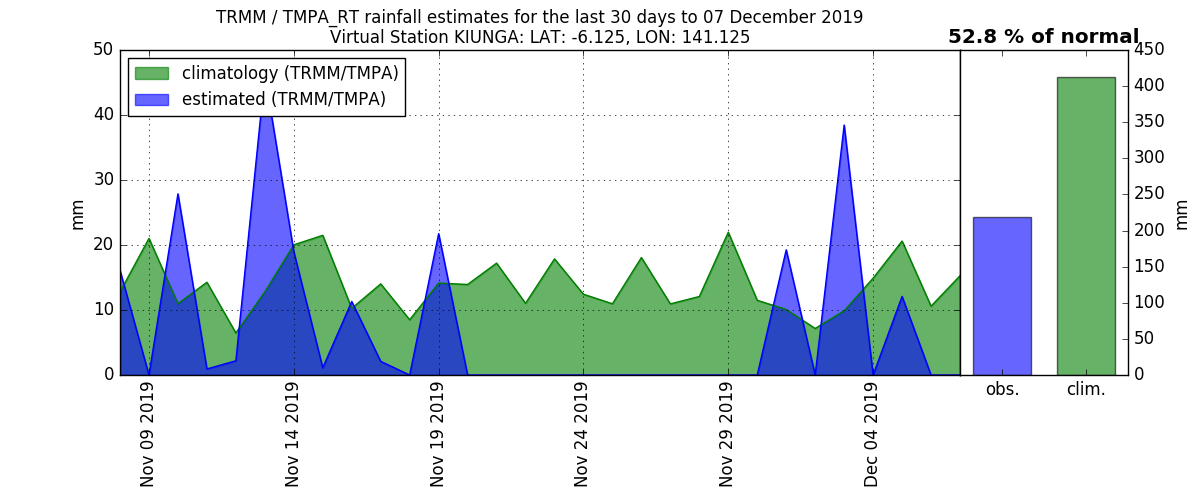 TRMM / TMPA_RT rainfall estimates for the last 30 days to 07 December 2019
Virtual Station KIUNGA: LAT: -6.125, LON: 141.125
52.8 % of normal
climatology (TRMM/TMPA)
estimated (TRMM/TMPA)
50
40
30
20
10
0
mm
Nov 09 2019
Nov 14 2019
Nov 19 2019
Nov 24 2019
Nov 29 2019
Dec 04 2019
obs.
clim.
450
400
350
300
250
200
150
100
50
0
mm